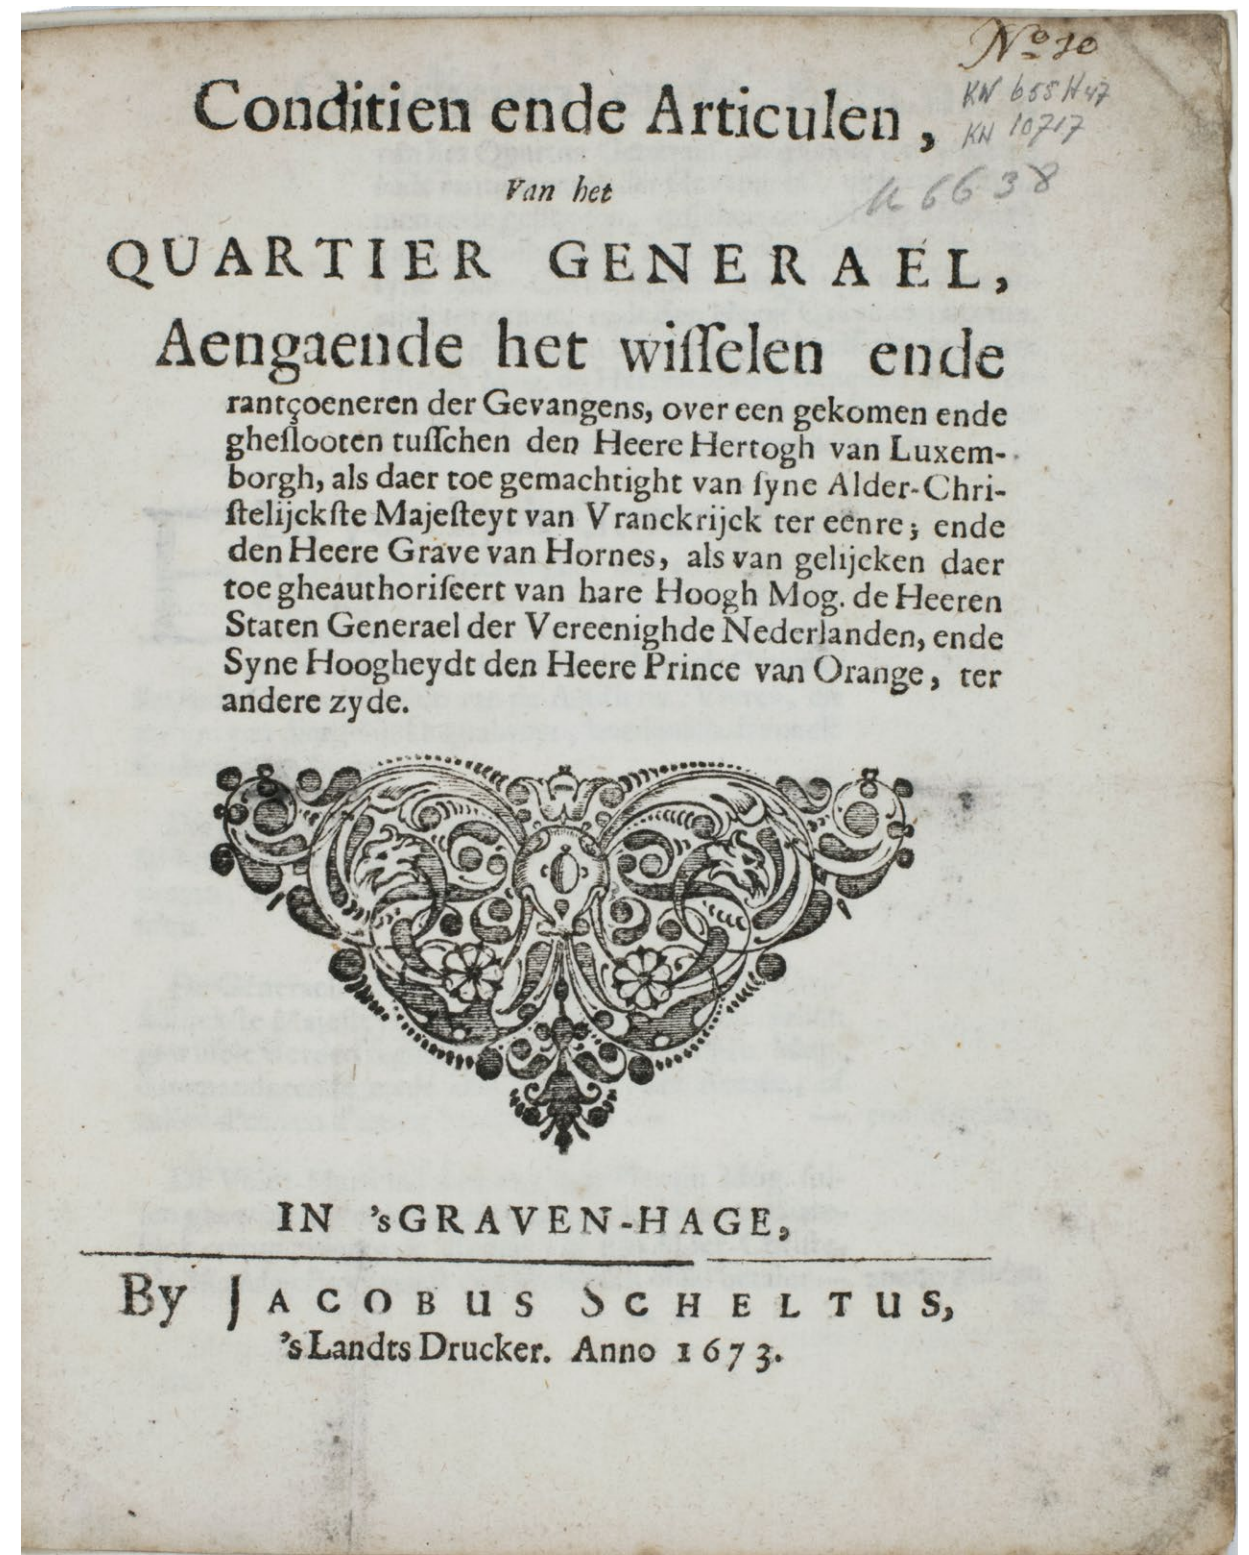 Nº 20
Conditien ende Articulen,
KN 655 H 47
KN 10717
Van het
u 6638
QUARTIER GENERAEL,
Aengaende het wiſſelen ende
rantçoeneren der Gevangens, over een gekomen ende
gheſlooten tuſſchen den Heere Hertogh van Luxem-
borgh, als daer toe gemachtight van ſyne Alder-Chri-
ſtelijckſte Majeſteyt van Vranckrijck ter eenre; ende
den Heere Grave van Hornes, als van gelijcken daer
toe gheauthoriſeert van hare Hoogh Mog. de Heeren
Staten Generael der Vereenighde Nederlanden, ende
Syne Hoogheydt den Heere Prince van Orange, ter
andere zyde.
IN 'sGRAVEN-HAGE,
By JACOBUS SCHELTUS,
'sLandts Drucker. Anno 1673.